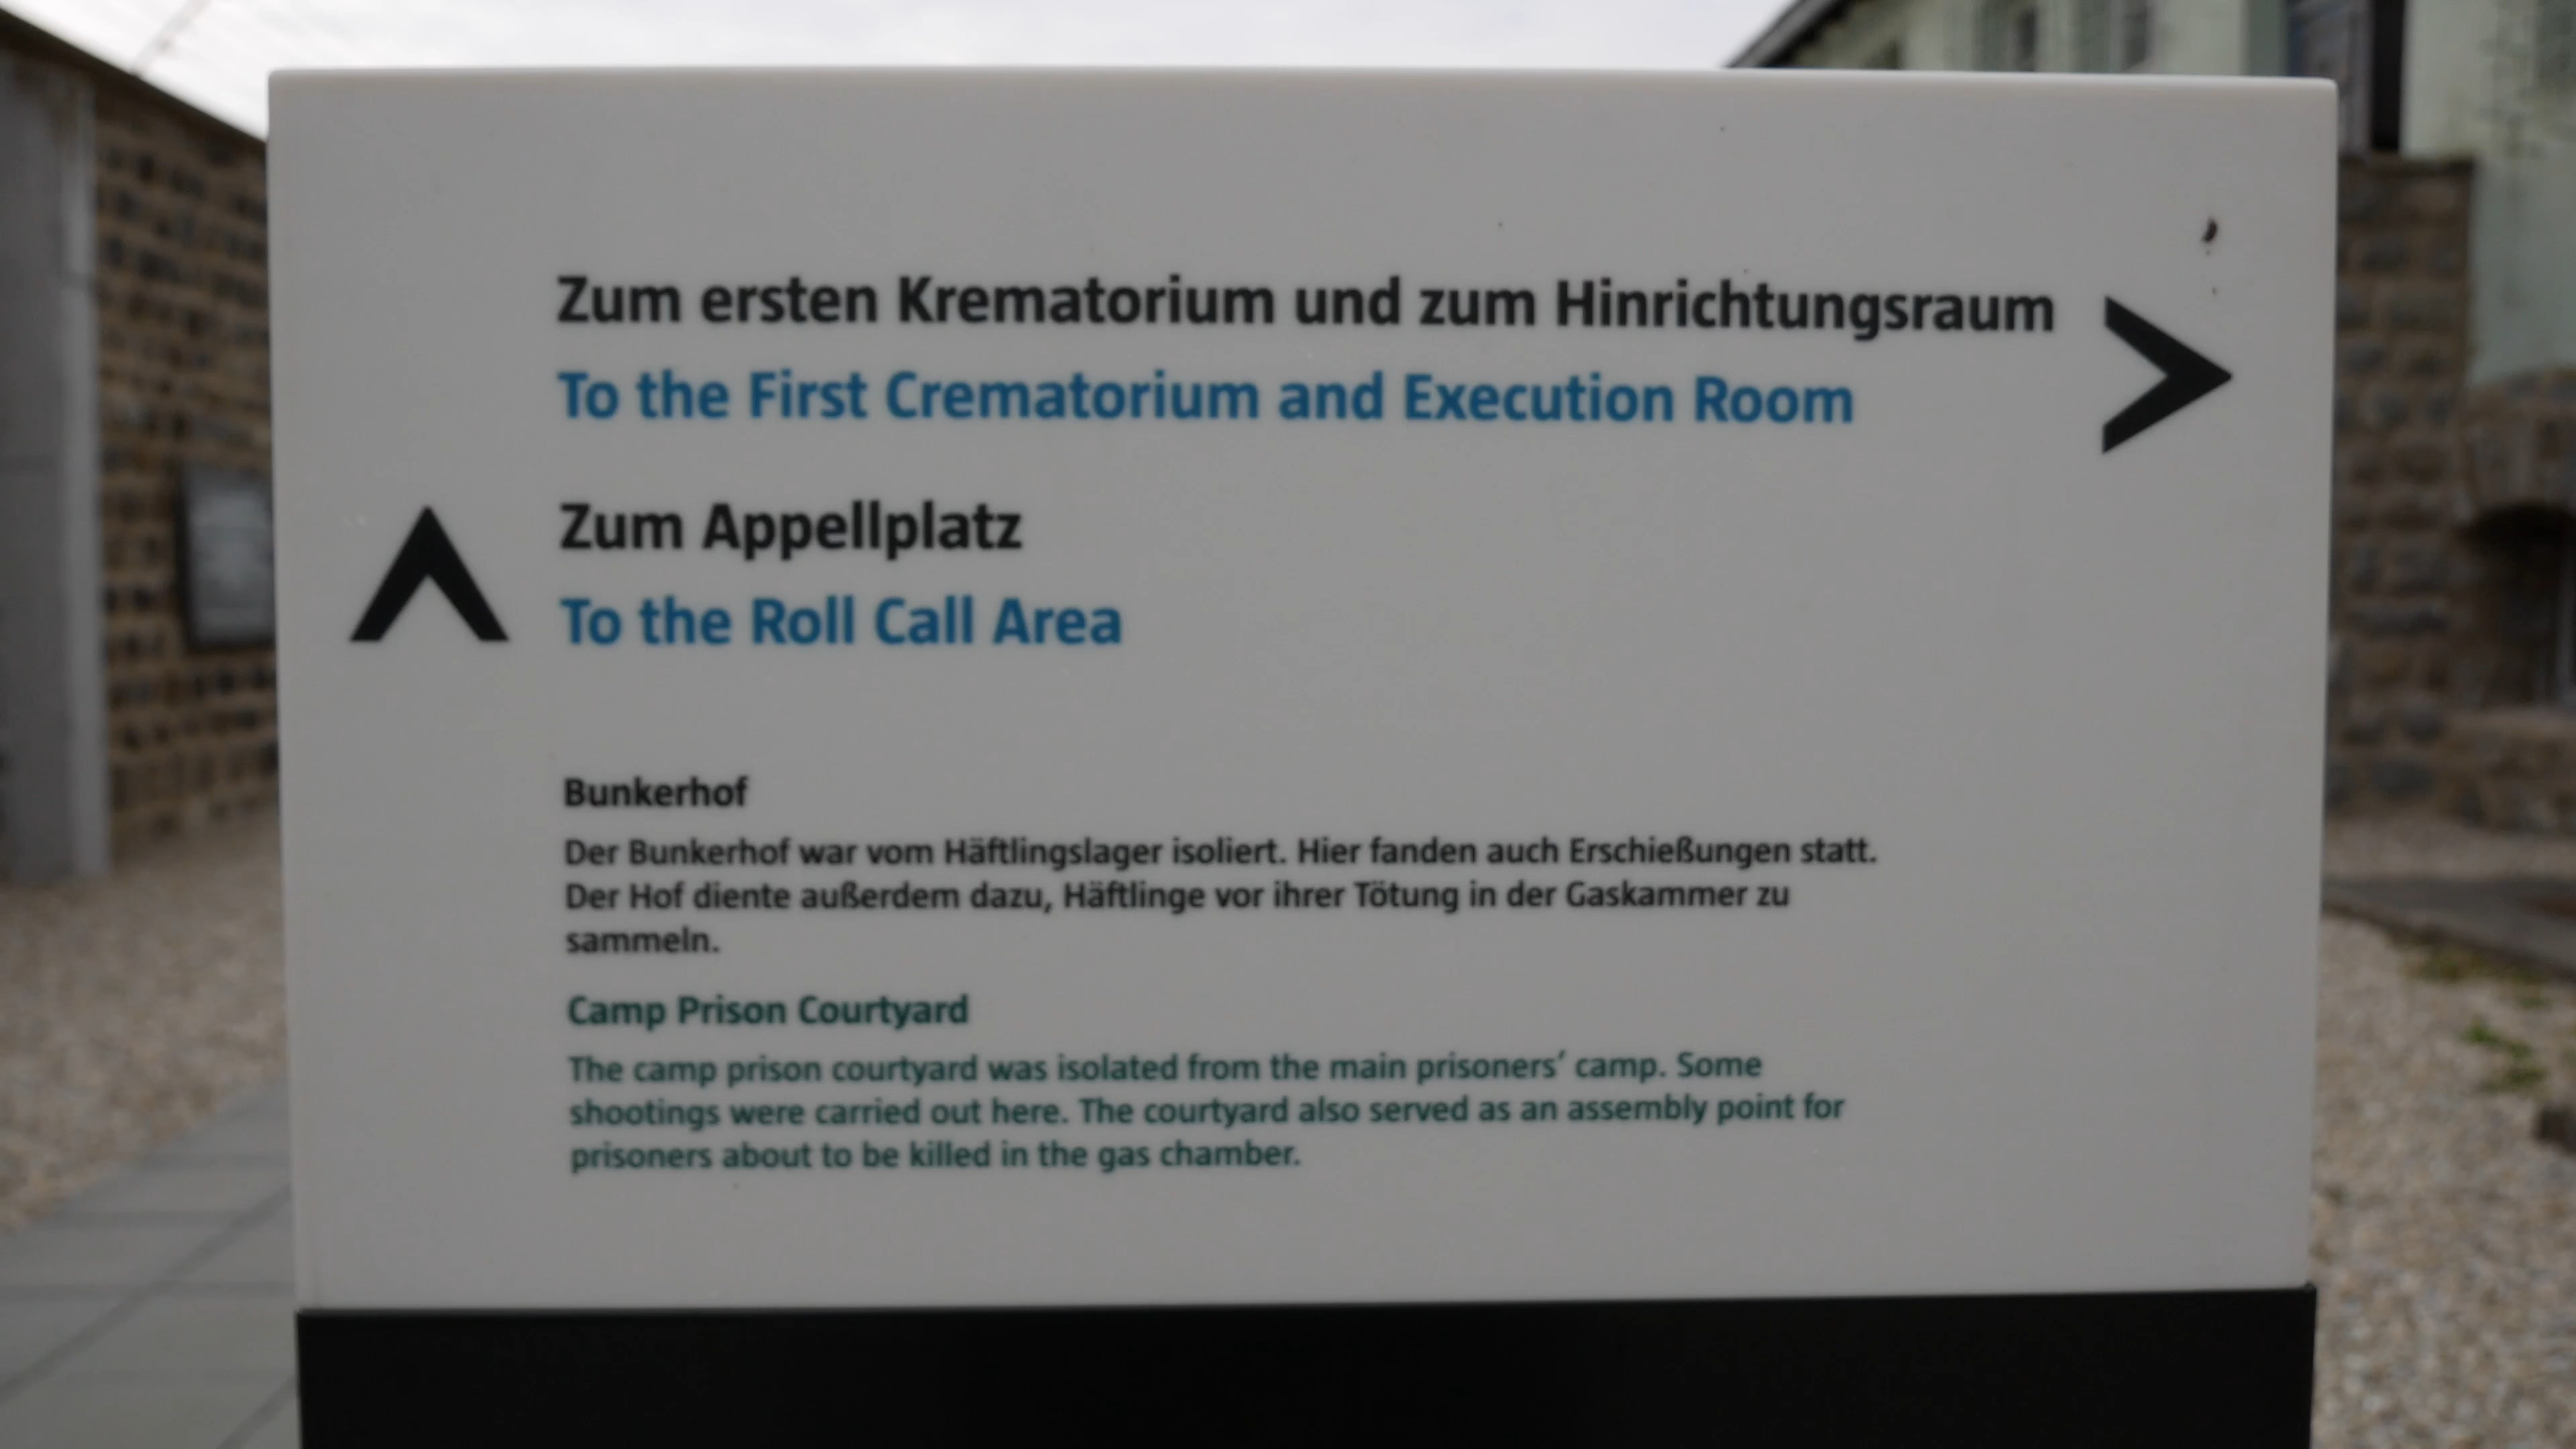 Zum ersten Krematorium und zum Hinrichtungsraum
To the First Crematorium and Execution Room
Zum Appellplatz
To the Roll Call Area
Bunkerhof
Der Bunkerhof war vom Häftlingslager isoliert. Hier fanden auch Erschießungen statt.
Der Hof diente außerdem dazu, Häftlinge vor ihrer Tötung in der Gaskammer zu
sammeln.
Camp Prison Courtyard
The camp prison courtyard was isolated from the main prisoners’ camp. Some
shootings were carried out here. The courtyard also served as an assembly point for
prisoners about to be killed in the gas chamber.